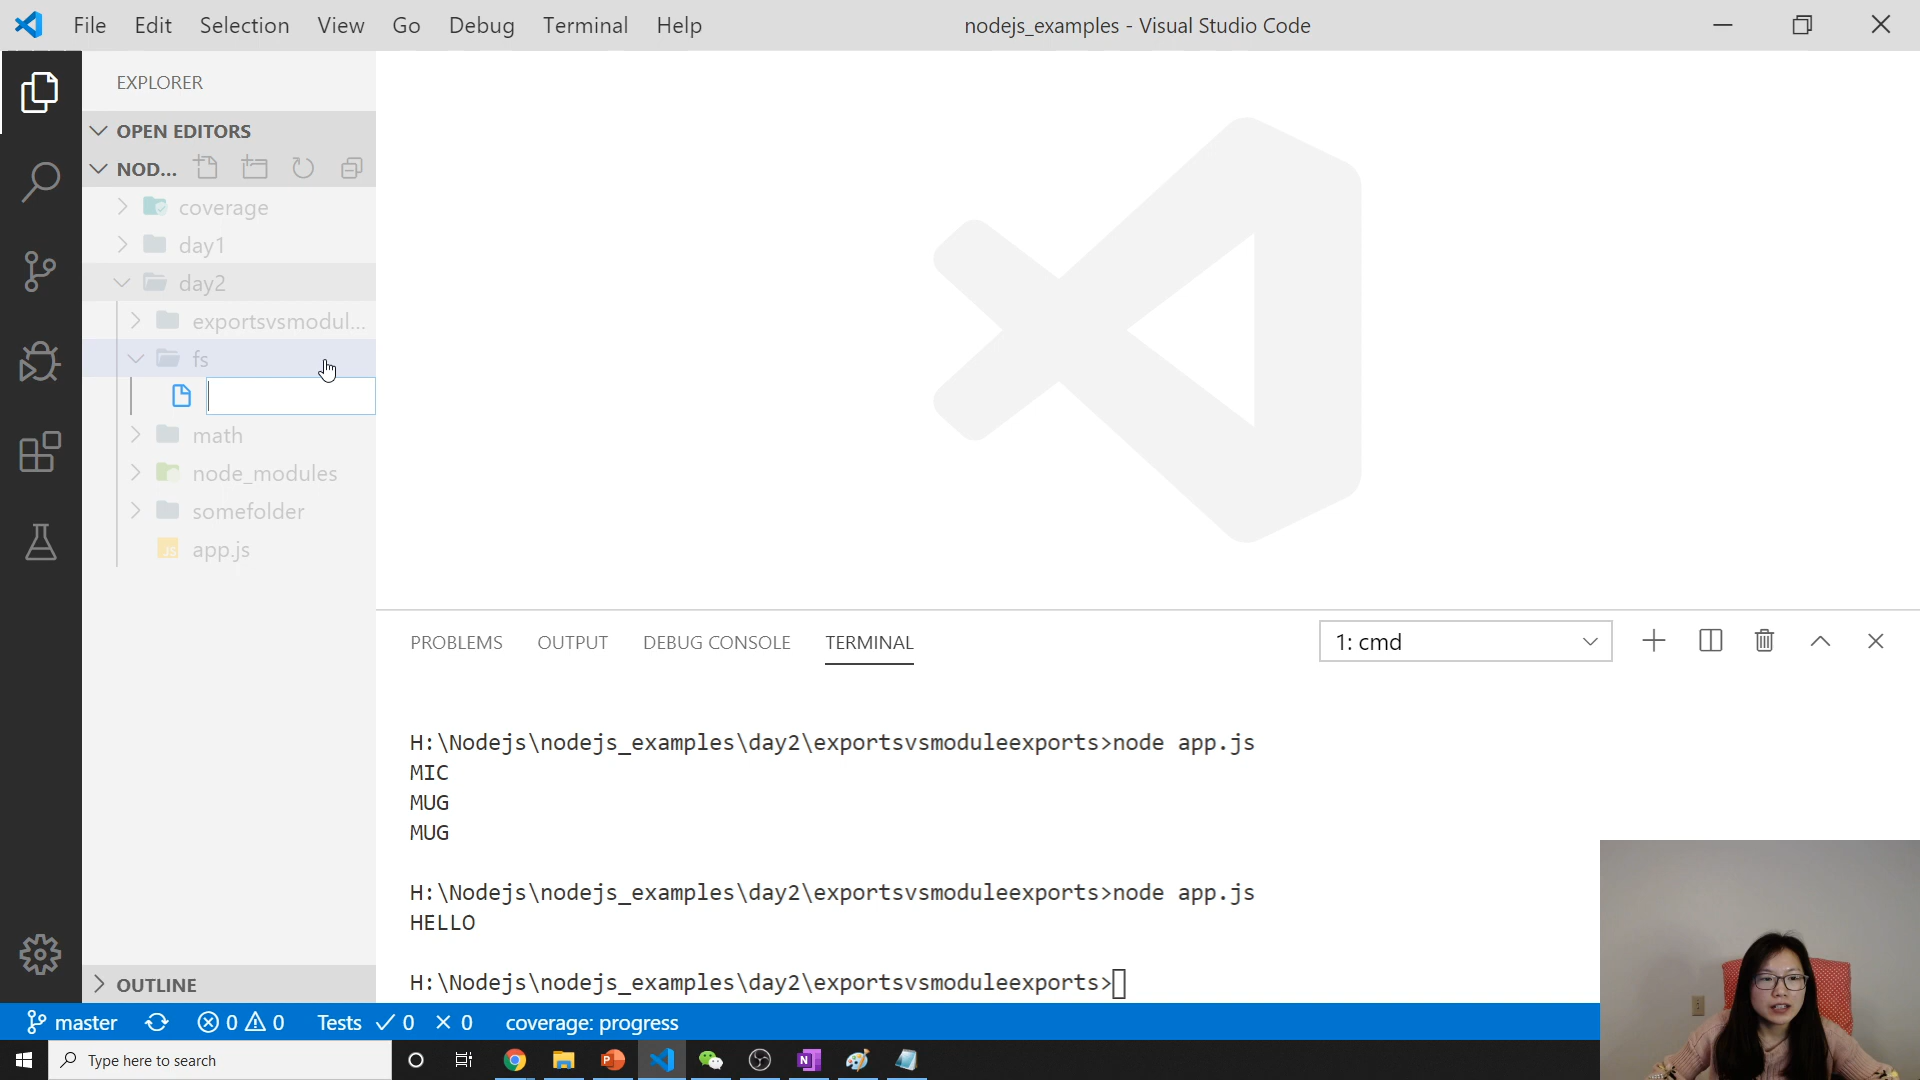 File Edit Selection View Go Debug Terminal Help
nodejs_examples - Visual Studio Code
EXPLORER
OPEN EDITORS
NOD...
coverage
day1
day2
exportsvsmodul...
fs
math
node_modules
somefolder
JS app.js
OUTLINE
PROBLEMS OUTPUT DEBUG CONSOLE TERMINAL
1: cmd
H:\Nodejs\nodejs_examples\day2\exportsvsmoduleexports>node app.js
MIC
MUG
MUG
H:\Nodejs\nodejs_examples\day2\exportsvsmoduleexports>node app.js
HELLO
H:\Nodejs\nodejs_examples\day2\exportsvsmoduleexports>
master 0 0 Tests 0 0 coverage: progress
Type here to search